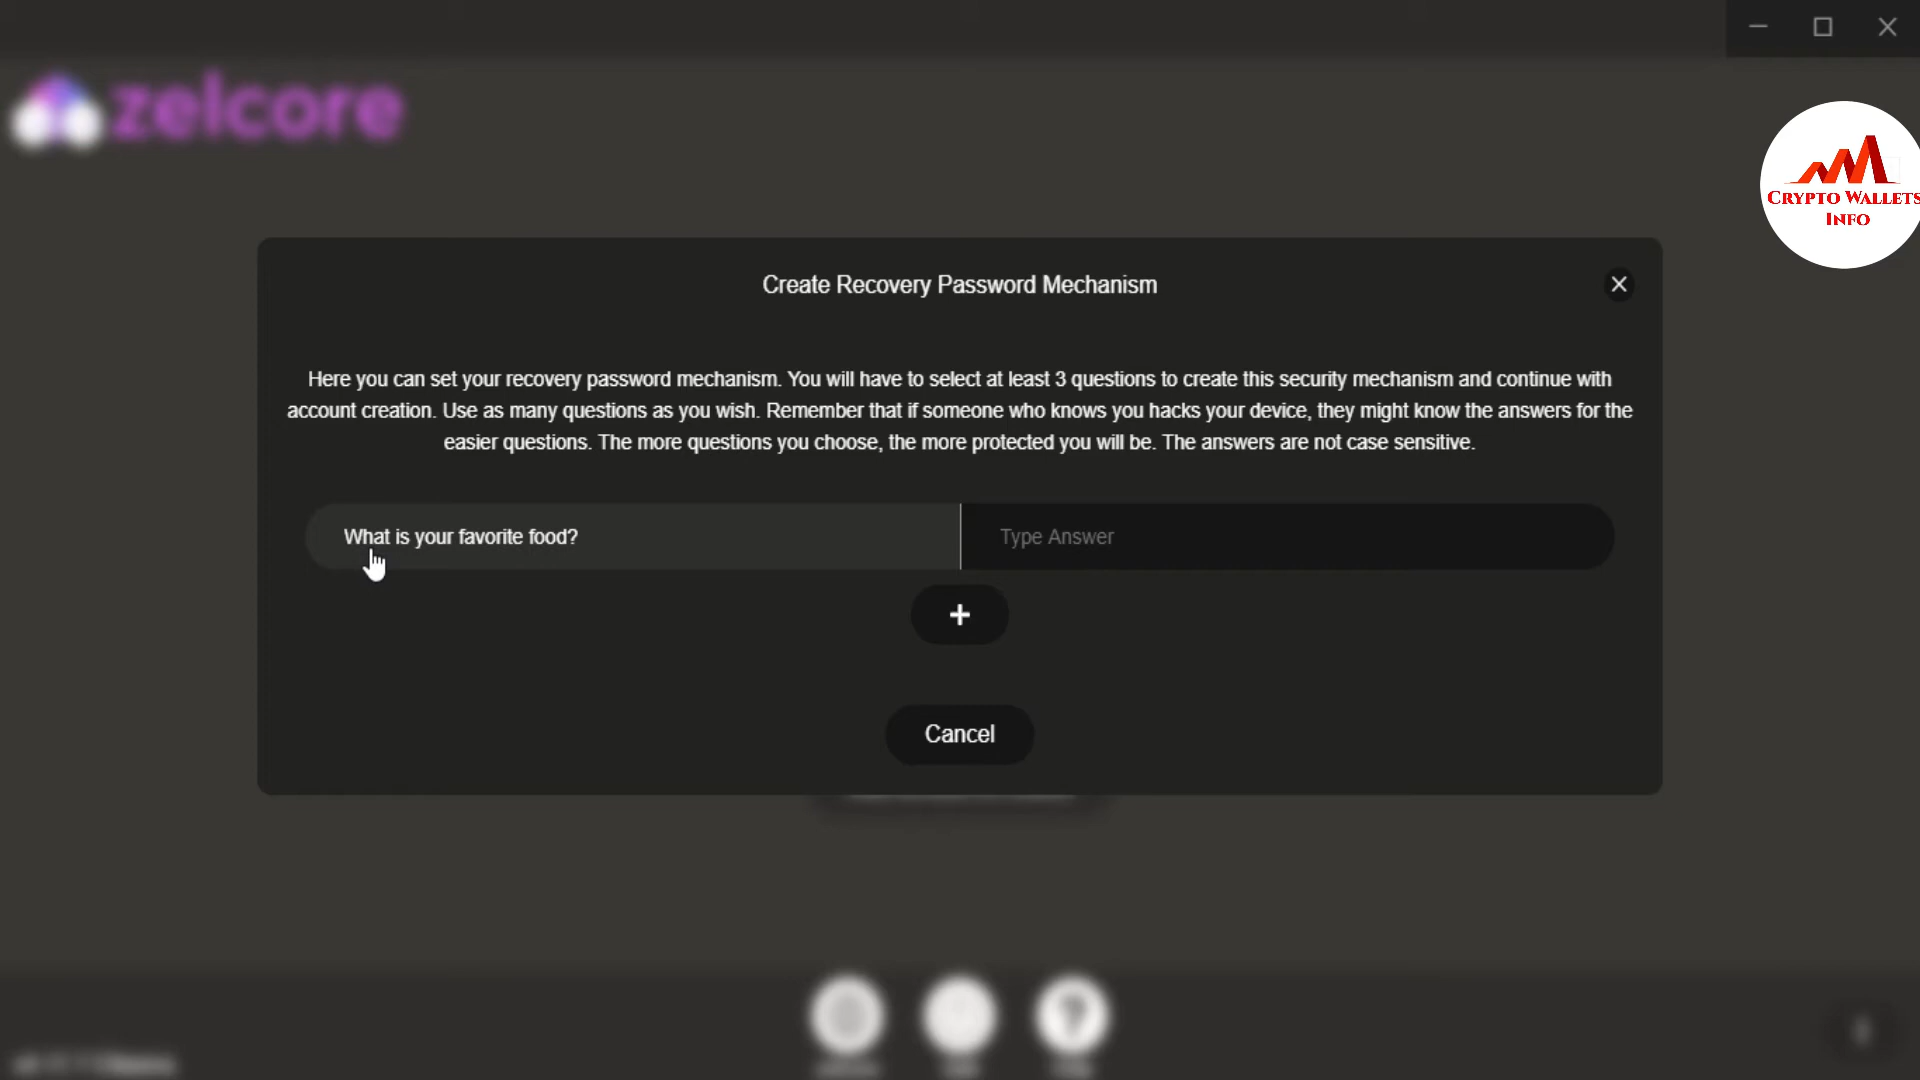 zelcore
CRYPTO WALLETS
INFO
Create Recovery Password Mechanism
Here you can set your recovery password mechanism. You will have to select at least 3 questions to create this security mechanism and continue with
account creation. Use as many questions as you wish. Remember that if someone who knows you hacks your device, they might know the answers for the
easier questions. The more questions you choose, the more protected you will be. The answers are not case sensitive.
What is your favorite food?
Type Answer
+
Cancel